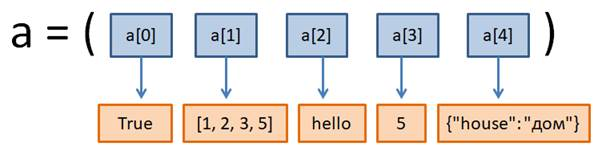 a = ( a[0] a[1] a[2] a[3] a[4] )
True [1, 2, 3, 5] hello 5 {"house":"дом"}